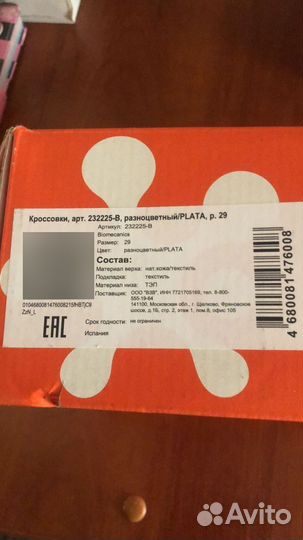 Кроссовки, арт. 232225-B, разноцветный/PLATA, р. 29
Артикул: 232225-B
Biomecanics
Размер: 29
Цвет: разноцветный/PLATA
Состав:
Материал верха: нат.кожа/текстиль
Подкладка: текстиль
Материал низа: ТЭП
Поставщик: ООО "ВЗВ", ИНН 7721705169, тел. 8-800-
555-19-64
141100, Московская обл., г. Щелково, Фряновское
шоссе, д.1Б, стр. 2, этаж 1, пом.8, офис 105
EAC
Срок годности: не ограничен
Испания
4 680081 476008
Avito